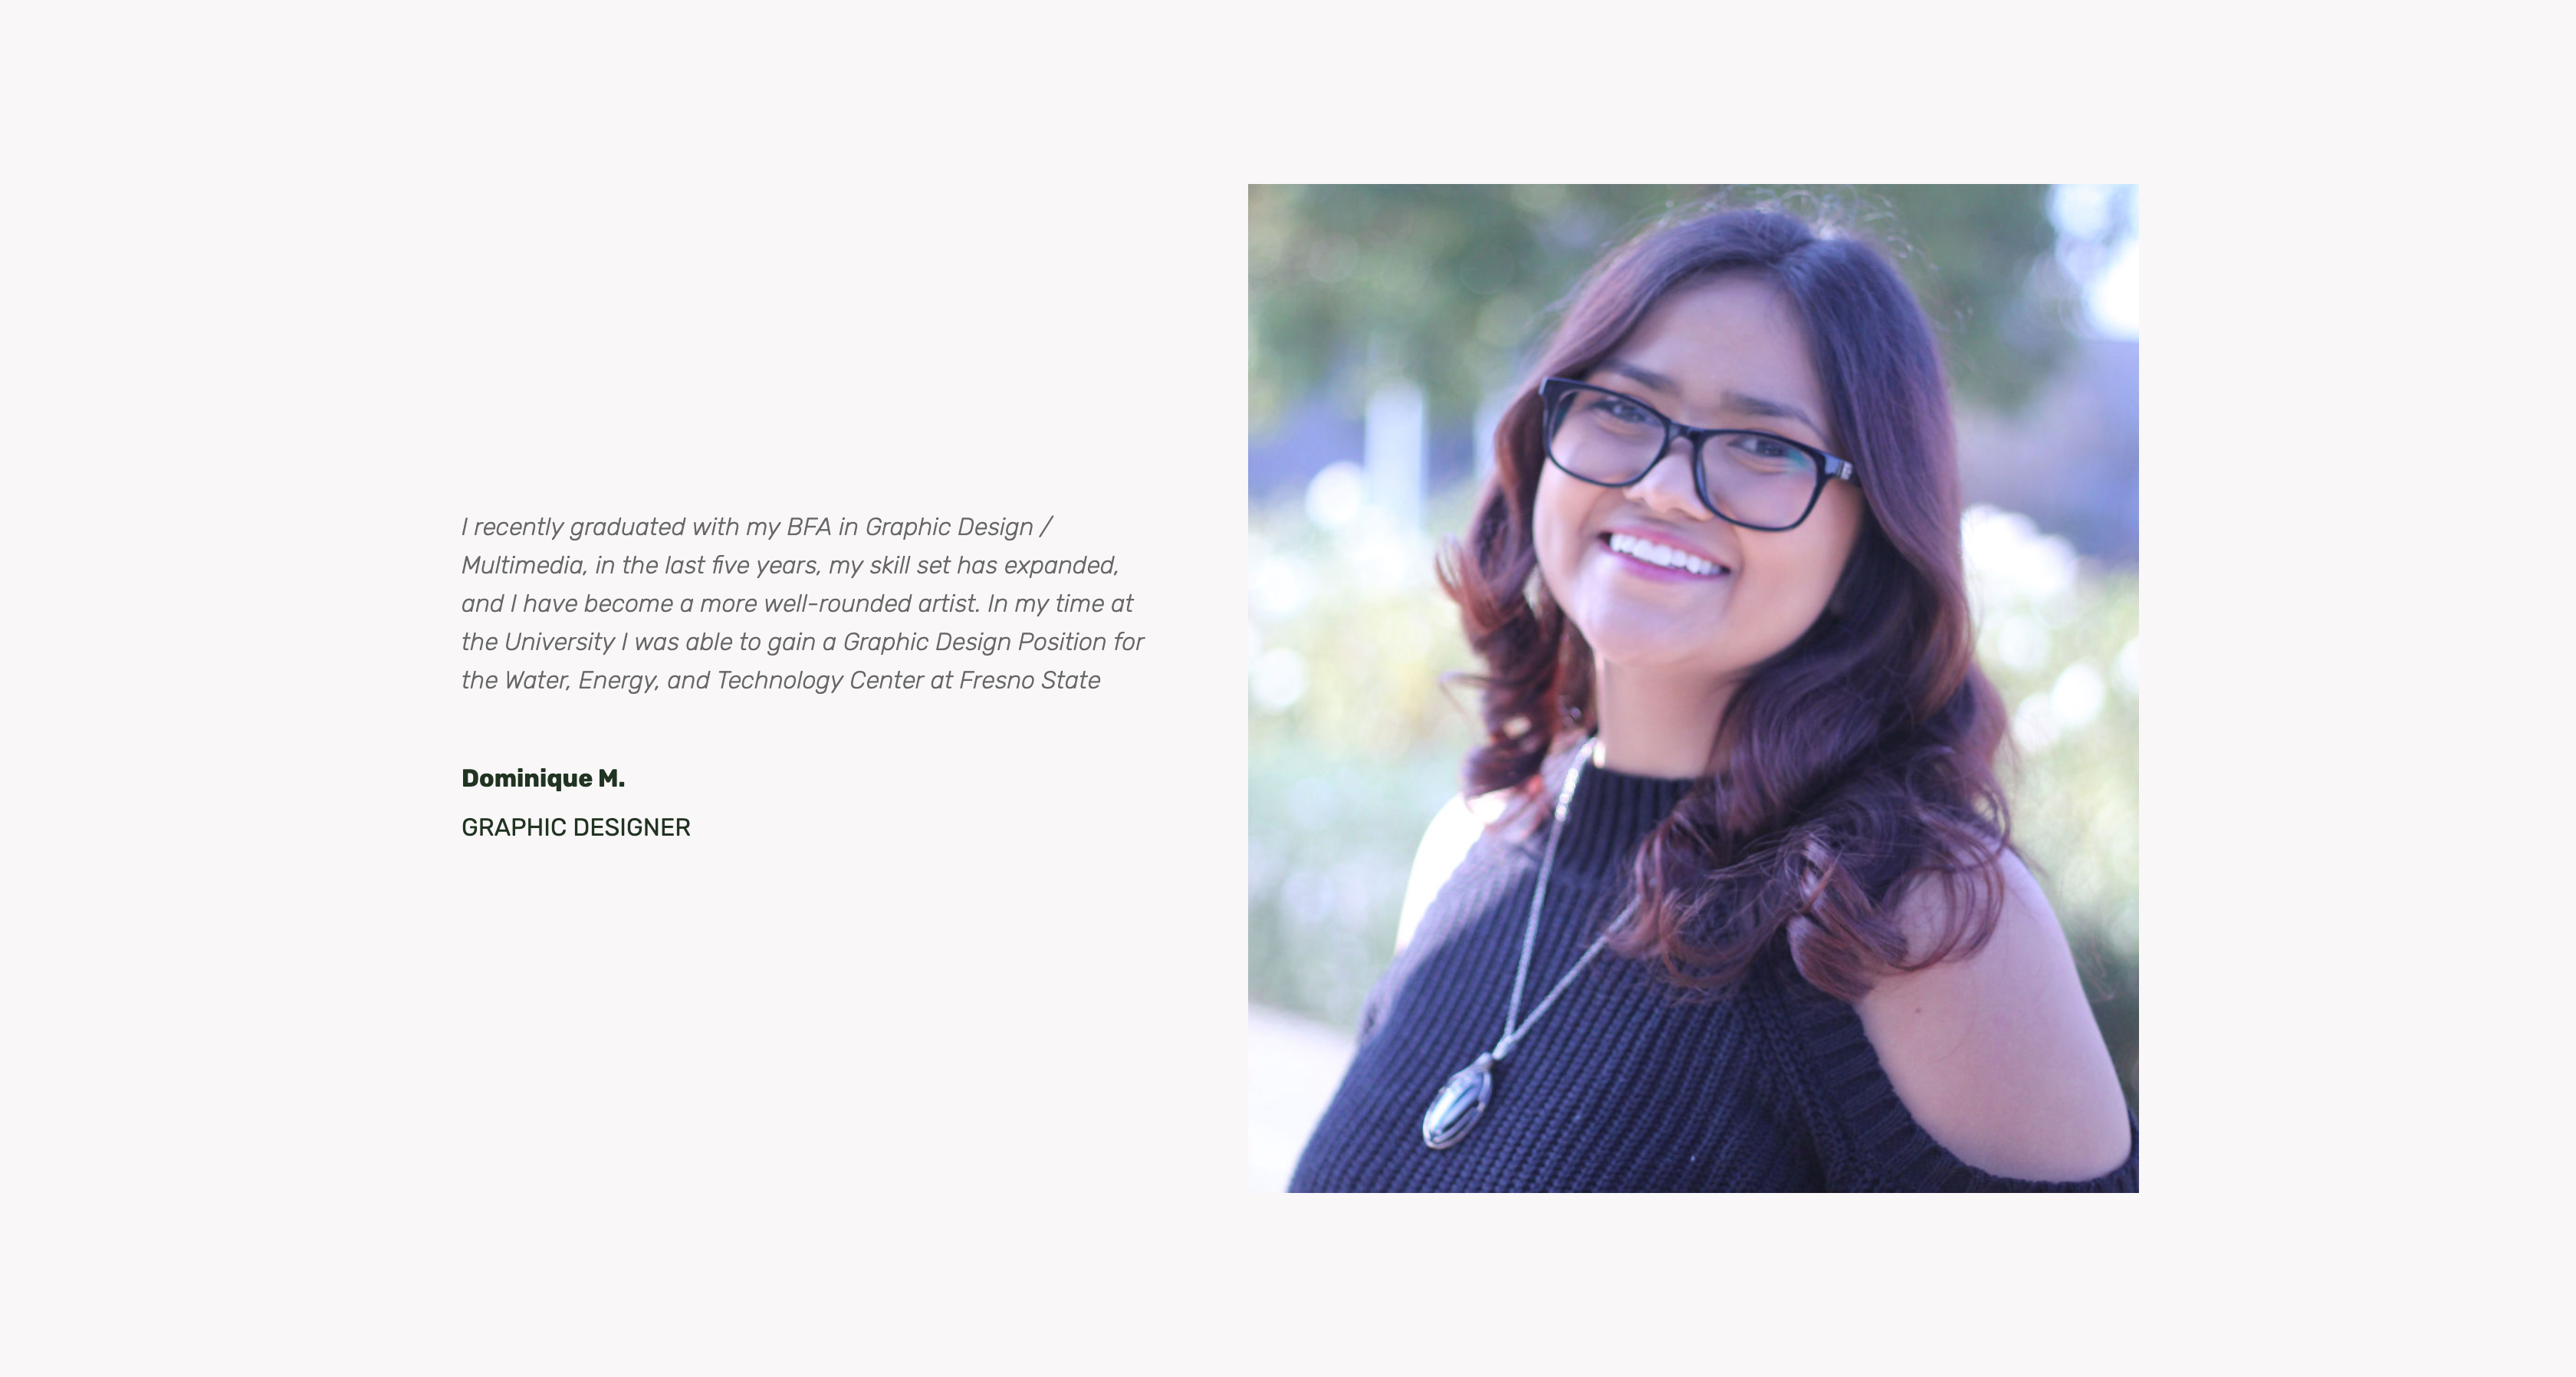 I recently graduated with my BFA in Graphic Design /
Multimedia, in the last five years, my skill set has expanded,
and I have become a more well-rounded artist. In my time at
the University I was able to gain a Graphic Design Position for
the Water, Energy, and Technology Center at Fresno State
Dominique M.
GRAPHIC DESIGNER